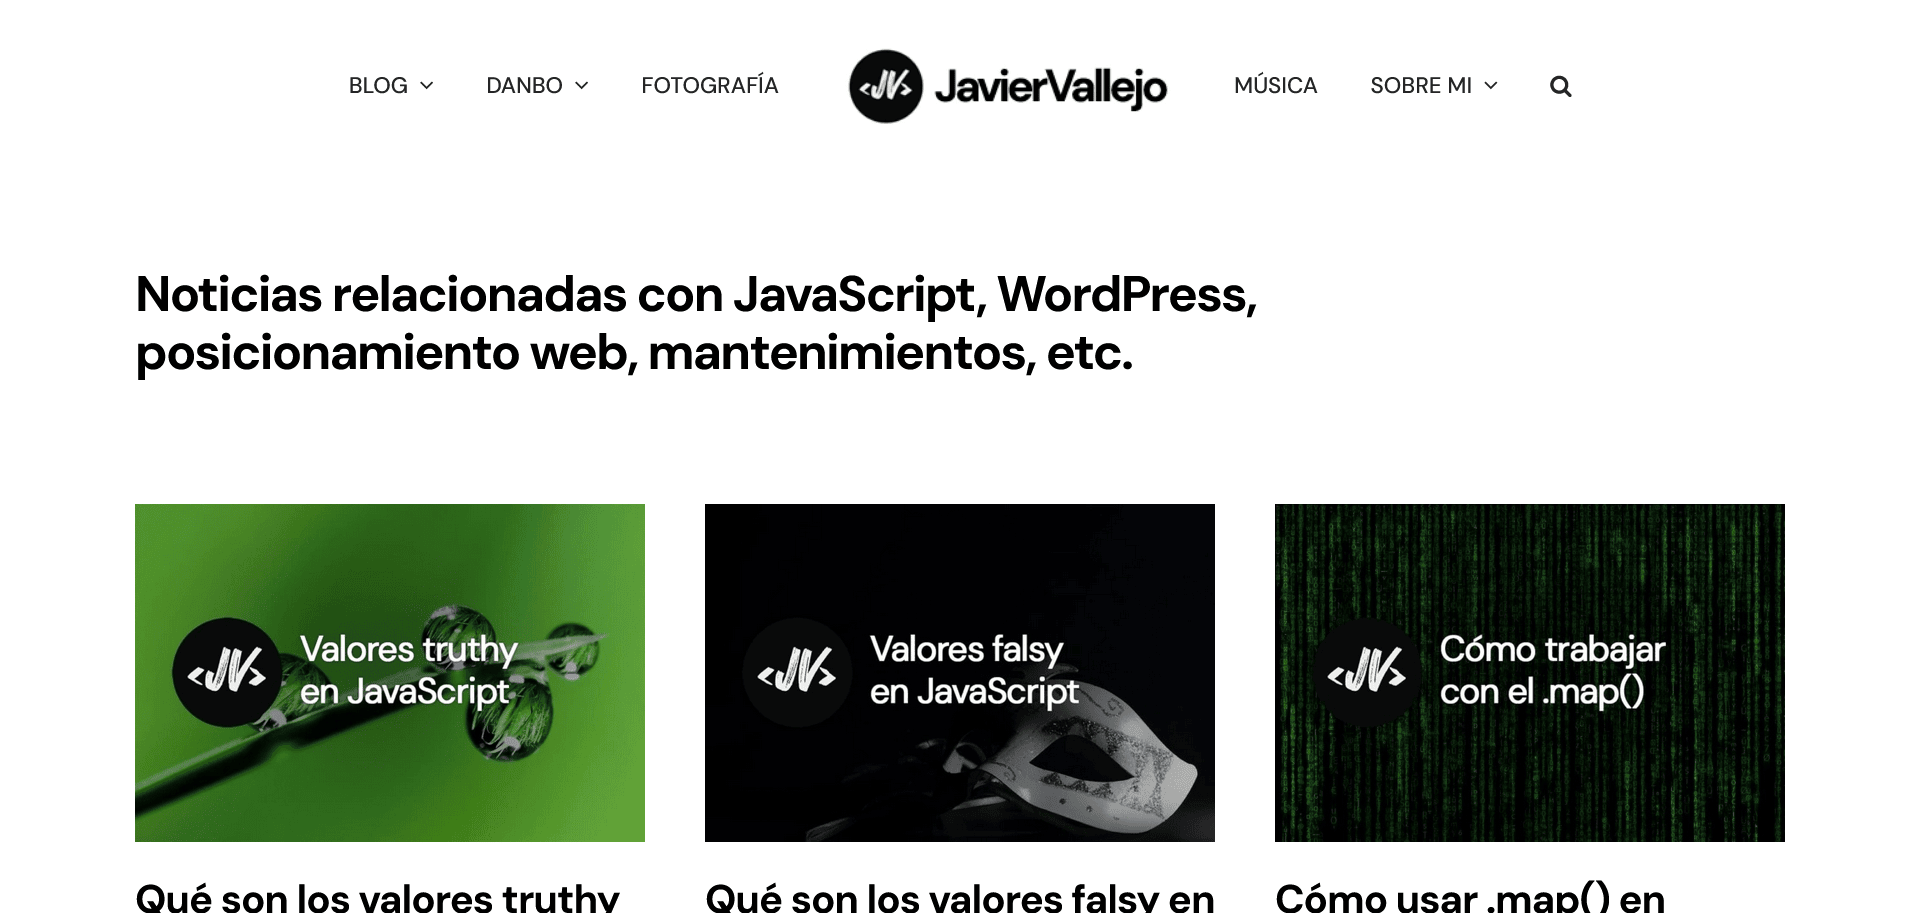 BLOG DANBO FOTOGRAFÍA <JV> JavierVallejo MÚSICA SOBRE MI
Noticias relacionadas con JavaScript, WordPress,
posicionamiento web, mantenimientos, etc.
<JV> Valores truthy
en JavaScript
<JV> Valores falsy
en JavaScript
<JV> Cómo trabajar
con el .map()
Qué son los valores truthy
Qué son los valores falsy en
Cómo usar .map() en